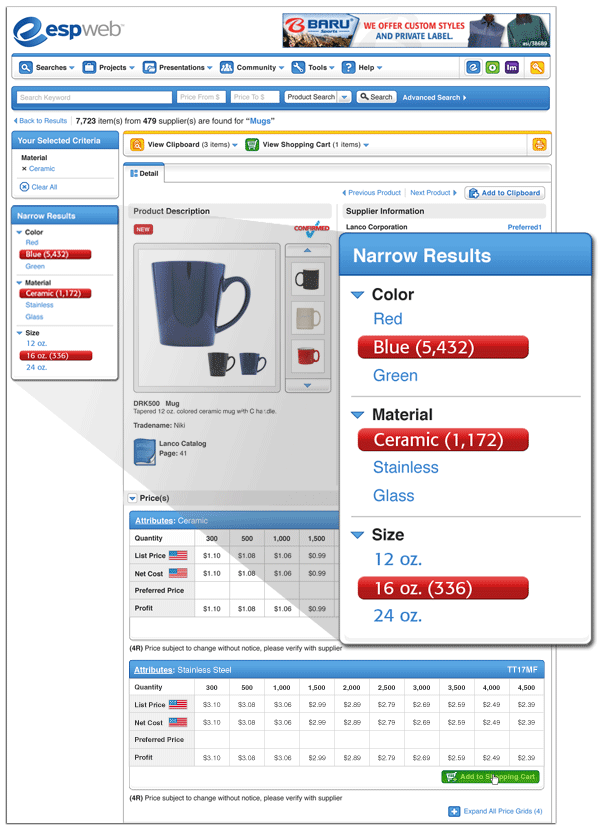 espweb
BARU
Sports
WE OFFER CUSTOM STYLES
AND PRIVATE LABEL.
asi/38689
Searches Projects Presentations Community Tools Help
Search Keyword Price From $ Price To $ Product Search Search Advanced Search
Back to Results 7,723 item(s) from 479 supplier(s) are found for “Mugs”
Your Selected Criteria
Material
× Ceramic
Clear All
Narrow Results
Color
Red
Blue (5,432)
Green
Material
Ceramic (1,172)
Stainless
Glass
Size
12 oz.
16 oz. (336)
24 oz.
View Clipboard (3 items) View Shopping Cart (1 items)
Detail
Previous Product Next Product Add to Clipboard
Product Description
NEW
CONFIRMED
DRK500 Mug
Tapered 12 oz. colored ceramic mug with C handle.
Tradename: Niki
Lanco Catalog
Page: 41
Supplier Information
Lanco Corporation Preferred1
Narrow Results
Color
Red
Blue (5,432)
Green
Material
Ceramic (1,172)
Stainless
Glass
Size
12 oz.
16 oz. (336)
24 oz.
Price(s)
Attributes: Ceramic
Quantity 300 500 1,000 1,500
List Price $1.10 $1.08 $1.06 $0.99
Net Cost $1.10 $1.08 $1.06 $0.99
Preferred Price
Profit $1.10 $1.08 $1.06 $0.99
(4R) Price subject to change without notice, please verify with supplier
Attributes: Stainless Steel TT17MF
Quantity 300 500 1,000 1,500 2,000 2,500 3,000 3,500 4,000 4,500
List Price $3.10 $3.08 $3.06 $2.99 $2.89 $2.79 $2.69 $2.59 $2.49 $2.39
Net Cost $3.10 $3.08 $3.06 $2.99 $2.89 $2.79 $2.69 $2.59 $2.49 $2.39
Preferred Price
Profit $3.10 $3.08 $3.06 $2.99 $2.89 $2.79 $2.69 $2.59 $2.49 $2.39
Add to Shopping Cart
(4R) Price subject to change without notice, please verify with supplier
Expand All Price Grids (4)